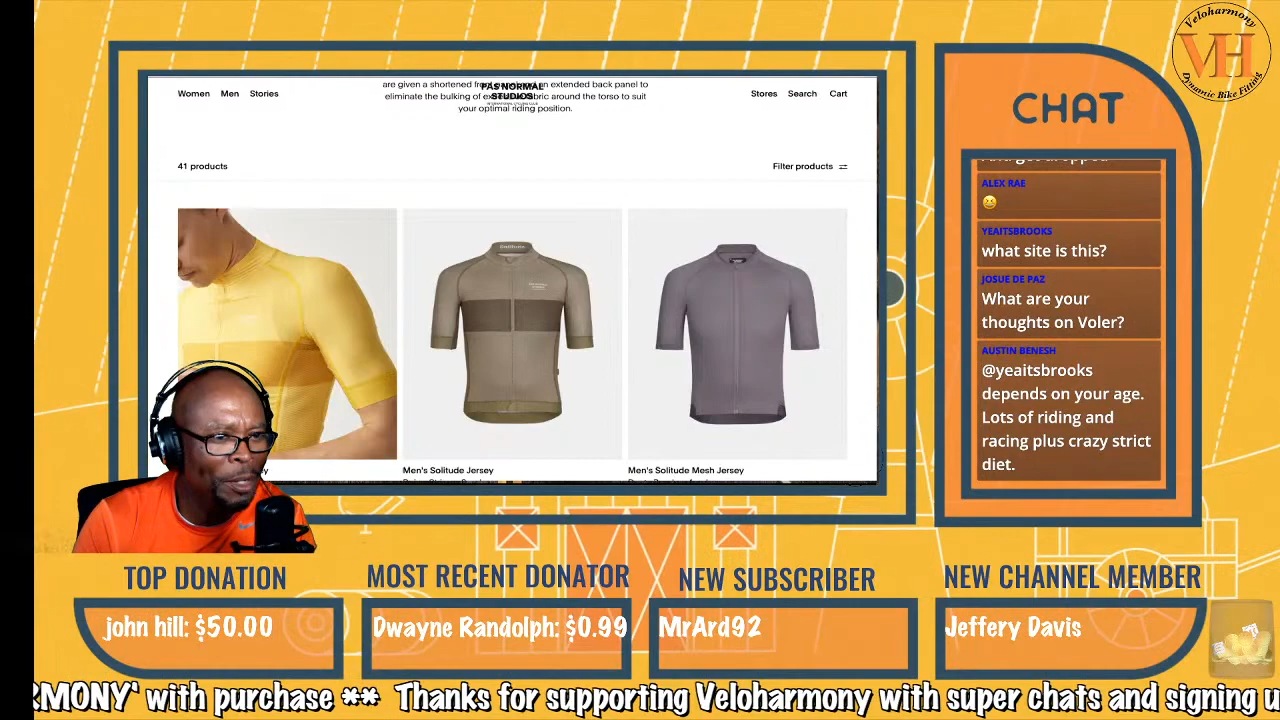 Veloharmony
VH
Dynamic Bike Fitting
Women Men Stories
PAS NORMAL
STUDIOS
Stores Search Cart
are given a shortened front panel and an extended back panel to
eliminate the bulking of excess fabric around the torso to suit
your optimal riding position.
41 products
Filter products
Men's Solitude Jersey
Men's Solitude Mesh Jersey
CHAT
And get dropped
ALEX RAE
YEAITSBROOKS
what site is this?
JOSUE DE PAZ
What are your
thoughts on Voler?
AUSTIN BENESH
@yeaitsbrooks
depends on your age.
Lots of riding and
racing plus crazy strict
diet.
TOP DONATION
john hill: $50.00
MOST RECENT DONATOR
Dwayne Randolph: $0.99
NEW SUBSCRIBER
MrArd92
NEW CHANNEL MEMBER
Jeffery Davis
RMONY' with purchase ** Thanks for supporting Veloharmony with super chats and signing u